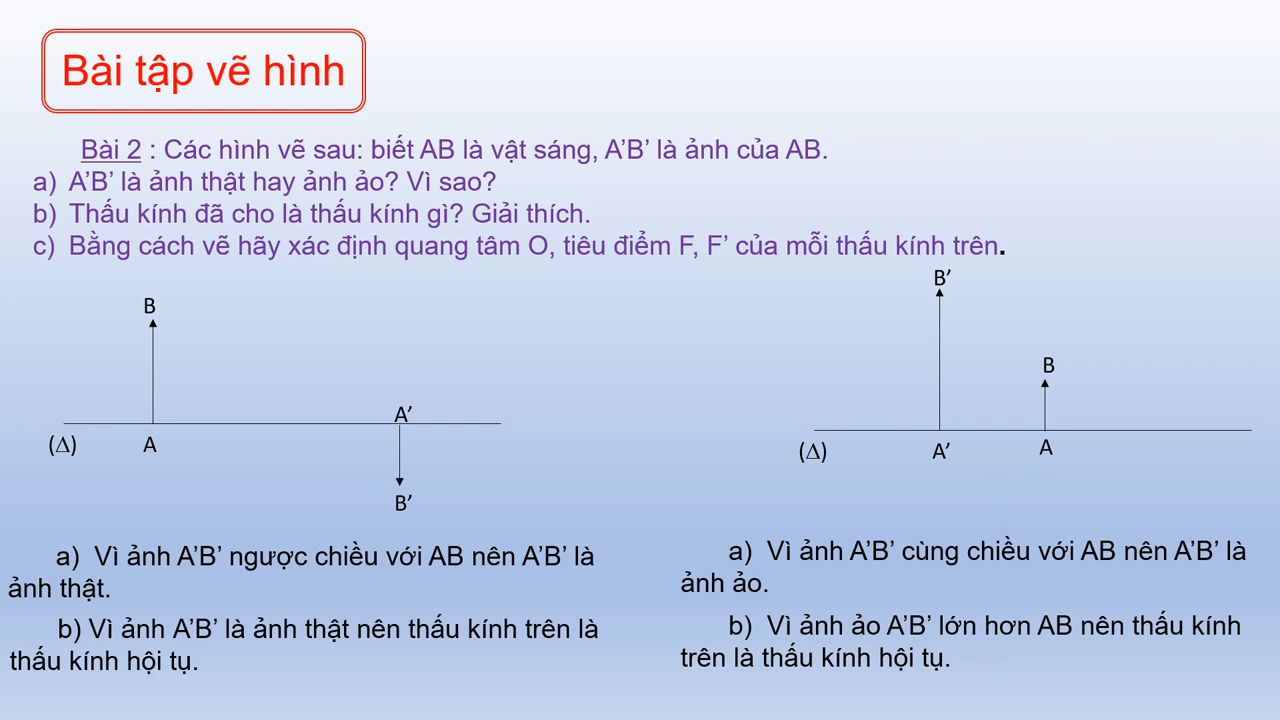 Bài tập vẽ hình
Bài 2 : Các hình vẽ sau: biết AB là vật sáng, A’B’ là ảnh của AB.
a) A’B’ là ảnh thật hay ảnh ảo? Vì sao?
b) Thấu kính đã cho là thấu kính gì? Giải thích.
c) Bằng cách vẽ hãy xác định quang tâm O, tiêu điểm F, F’ của mỗi thấu kính trên.
B
A’
(Δ)
A
B’
B’
B
(Δ)
A’
A
a) Vì ảnh A’B’ ngược chiều với AB nên A’B’ là
ảnh thật.
b) Vì ảnh A’B’ là ảnh thật nên thấu kính trên là
thấu kính hội tụ.
a) Vì ảnh A’B’ cùng chiều với AB nên A’B’ là
ảnh ảo.
b) Vì ảnh ảo A’B’ lớn hơn AB nên thấu kính
trên là thấu kính hội tụ.